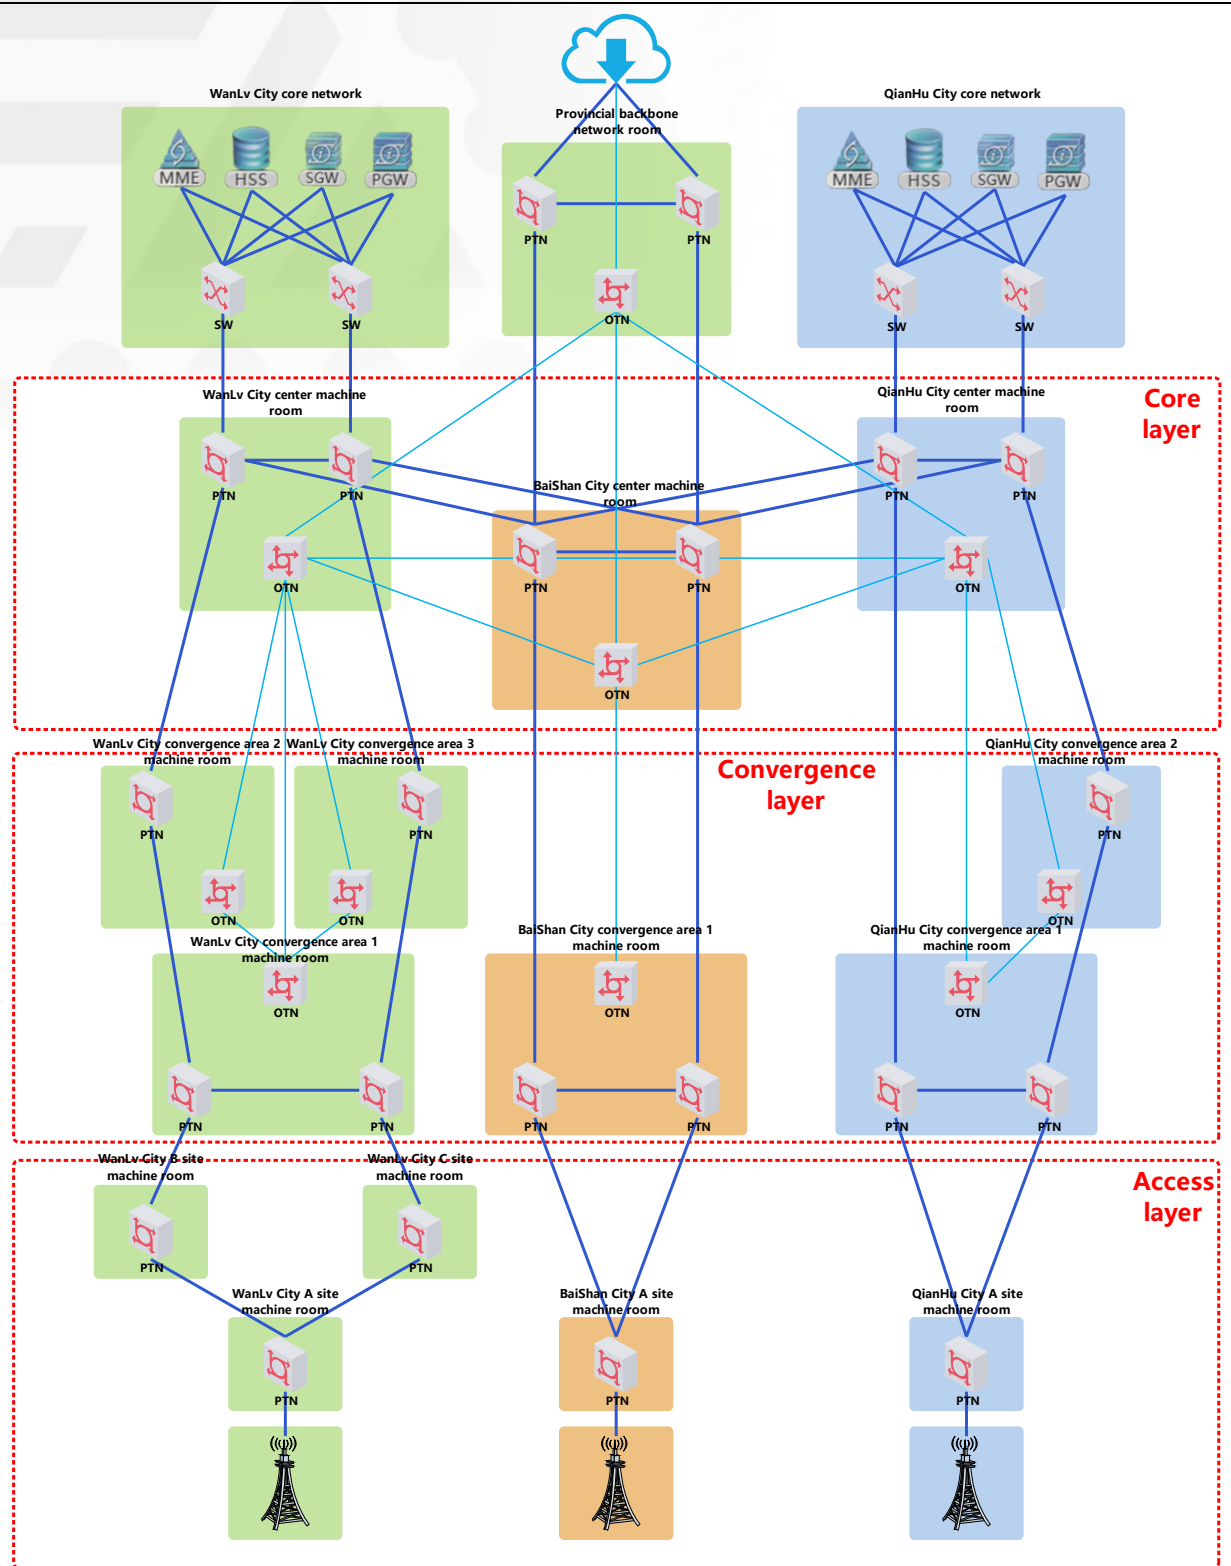 WanLv City core network
QianHu City core network
Provincial backbone
network room
MME
HSS
SGW
PGW
MME
HSS
SGW
PGW
PTN
PTN
SW
SW
OTN
SW
SW
WanLv City center machine
room
QianHu City center machine
room
Core
layer
PTN
PTN
PTN
PTN
BaiShan City center machine
room
OTN
PTN
PTN
OTN
OTN
WanLv City convergence area 2
machine room
WanLv City convergence area 3
machine room
QianHu City convergence area 2
machine room
Convergence
layer
PTN
PTN
PTN
OTN
OTN
OTN
WanLv City convergence area 1
machine room
BaiShan City convergence area 1
machine room
QianHu City convergence area 1
machine room
OTN
OTN
OTN
PTN
PTN
PTN
PTN
PTN
PTN
WanLv City B site
machine room
WanLv City C site
machine room
Access
layer
PTN
PTN
WanLv City A site
machine room
BaiShan City A site
machine room
QianHu City A site
machine room
PTN
PTN
PTN